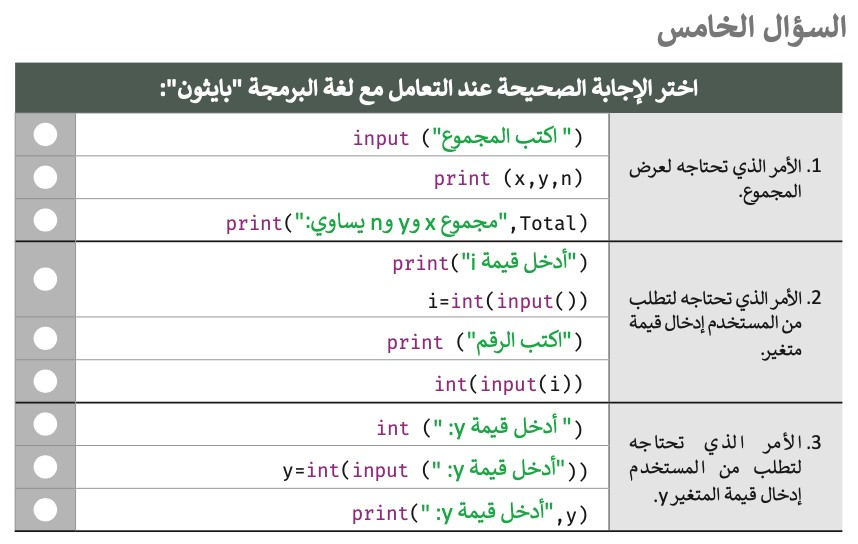 السؤال الخامس
اختر الإجابة الصحيحة عند التعامل مع لغة البرمجة "بايثون":
1. الأمر الذي تحتاجه لعرض
المجموع.
input ("اكتب المجموع ")
print (x,y,n)
print("مجموع x وy وn يساوي:",Total)
2. الأمر الذي تحتاجه لتطلب
من المستخدم إدخال قيمة
متغير.
print("أدخل قيمة i")
i=int(input())
print ("اكتب الرقم")
int(input(i))
3. الأمر الذي تحتاجه
لتطلب من المستخدم
إدخال قيمة المتغير y.
int (" أدخل قيمة y: ")
y=int(input ("أدخل قيمة y: "))
print("أدخل قيمة y: ",y)